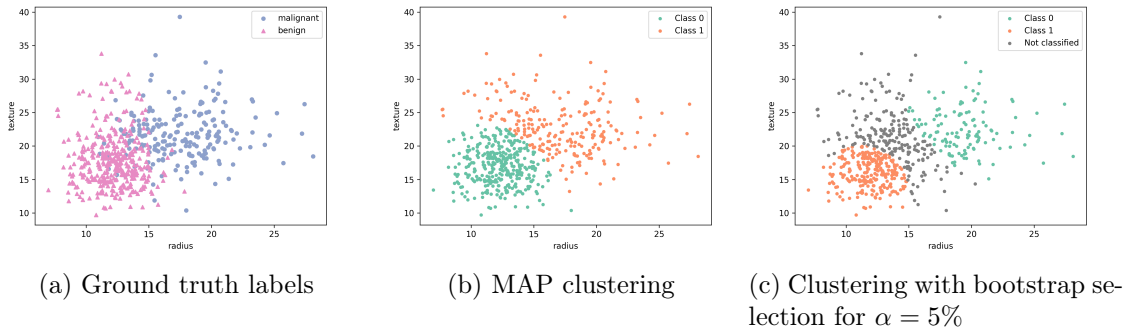 40
35
30
25
20
15
10
texture
10
15
20
25
radius
malignant
benign
(a) Ground truth labels
40
35
30
25
20
15
10
texture
10
15
20
25
radius
Class 0
Class 1
(b) MAP clustering
40
35
30
25
20
15
10
texture
10
15
20
25
radius
Class 0
Class 1
Not classified
(c) Clustering with bootstrap se-
lection for α = 5%